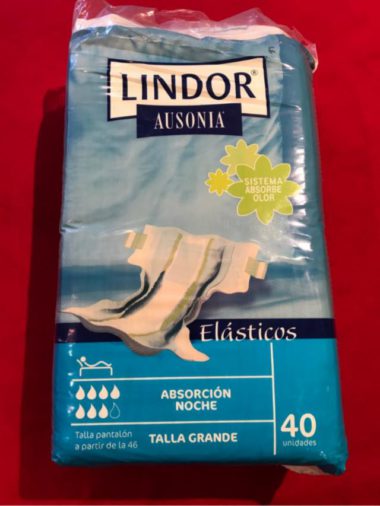 LINDOR®
AUSONIA
SISTEMA
ABSORBE
OLOR
Elásticos
ABSORCIÓN
NOCHE
Talla pantalón
a partir de la 46
TALLA GRANDE
40
unidades